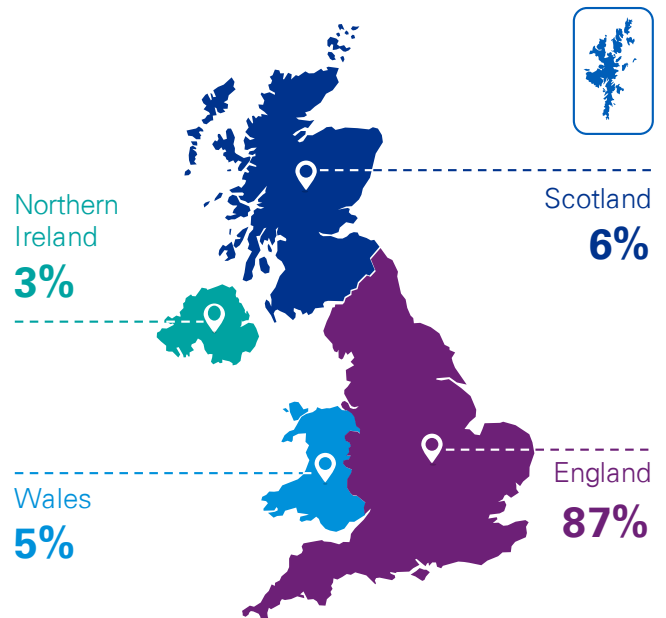 Scotland
6%
Northern
Ireland
3%
England
87%
Wales
5%